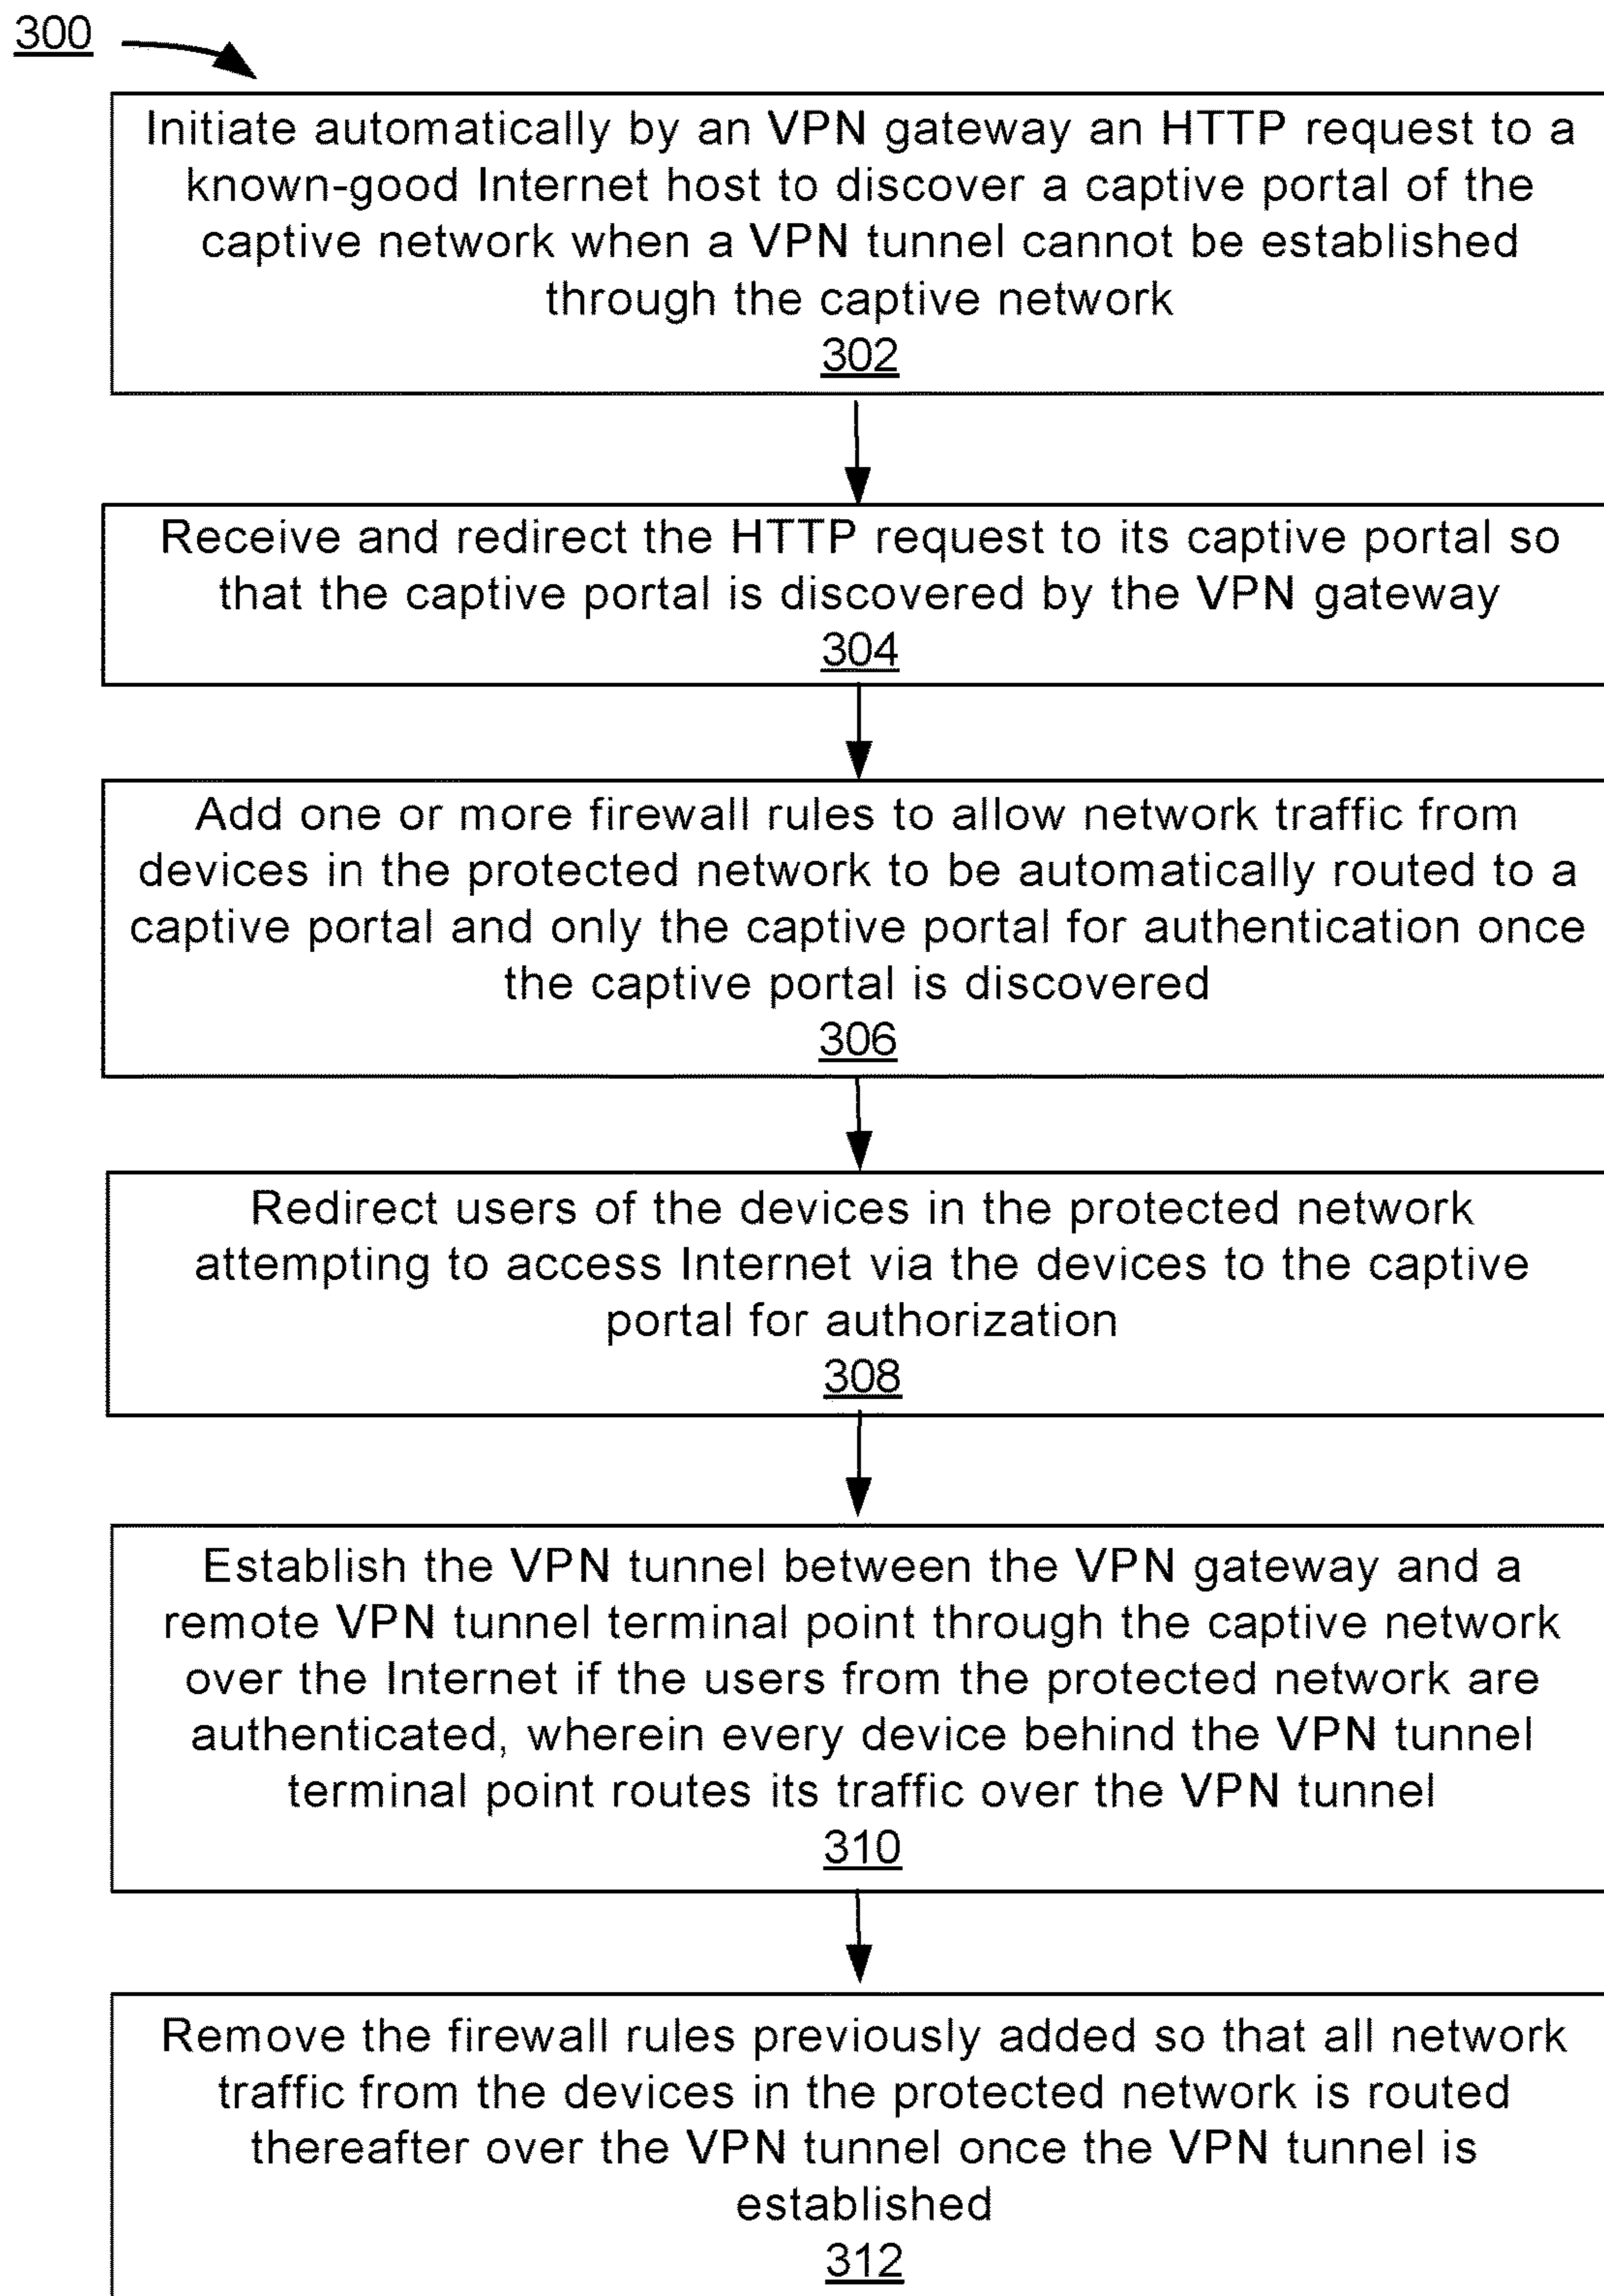 300
Initiate automatically by an VPN gateway an HTTP request to a
known-good Internet host to discover a captive portal of the
captive network when a VPN tunnel cannot be established
through the captive network
302
Receive and redirect the HTTP request to its captive portal so
that the captive portal is discovered by the VPN gateway
304
Add one or more firewall rules to allow network traffic from
devices in the protected network to be automatically routed to a
captive portal and only the captive portal for authentication once
the captive portal is discovered
306
Redirect users of the devices in the protected network
attempting to access Internet via the devices to the captive
portal for authorization
308
Establish the VPN tunnel between the VPN gateway and a
remote VPN tunnel terminal point through the captive network
over the Internet if the users from the protected network are
authenticated, wherein every device behind the VPN tunnel
terminal point routes its traffic over the VPN tunnel
310
Remove the firewall rules previously added so that all network
traffic from the devices in the protected network is routed
thereafter over the VPN tunnel once the VPN tunnel is
established
312